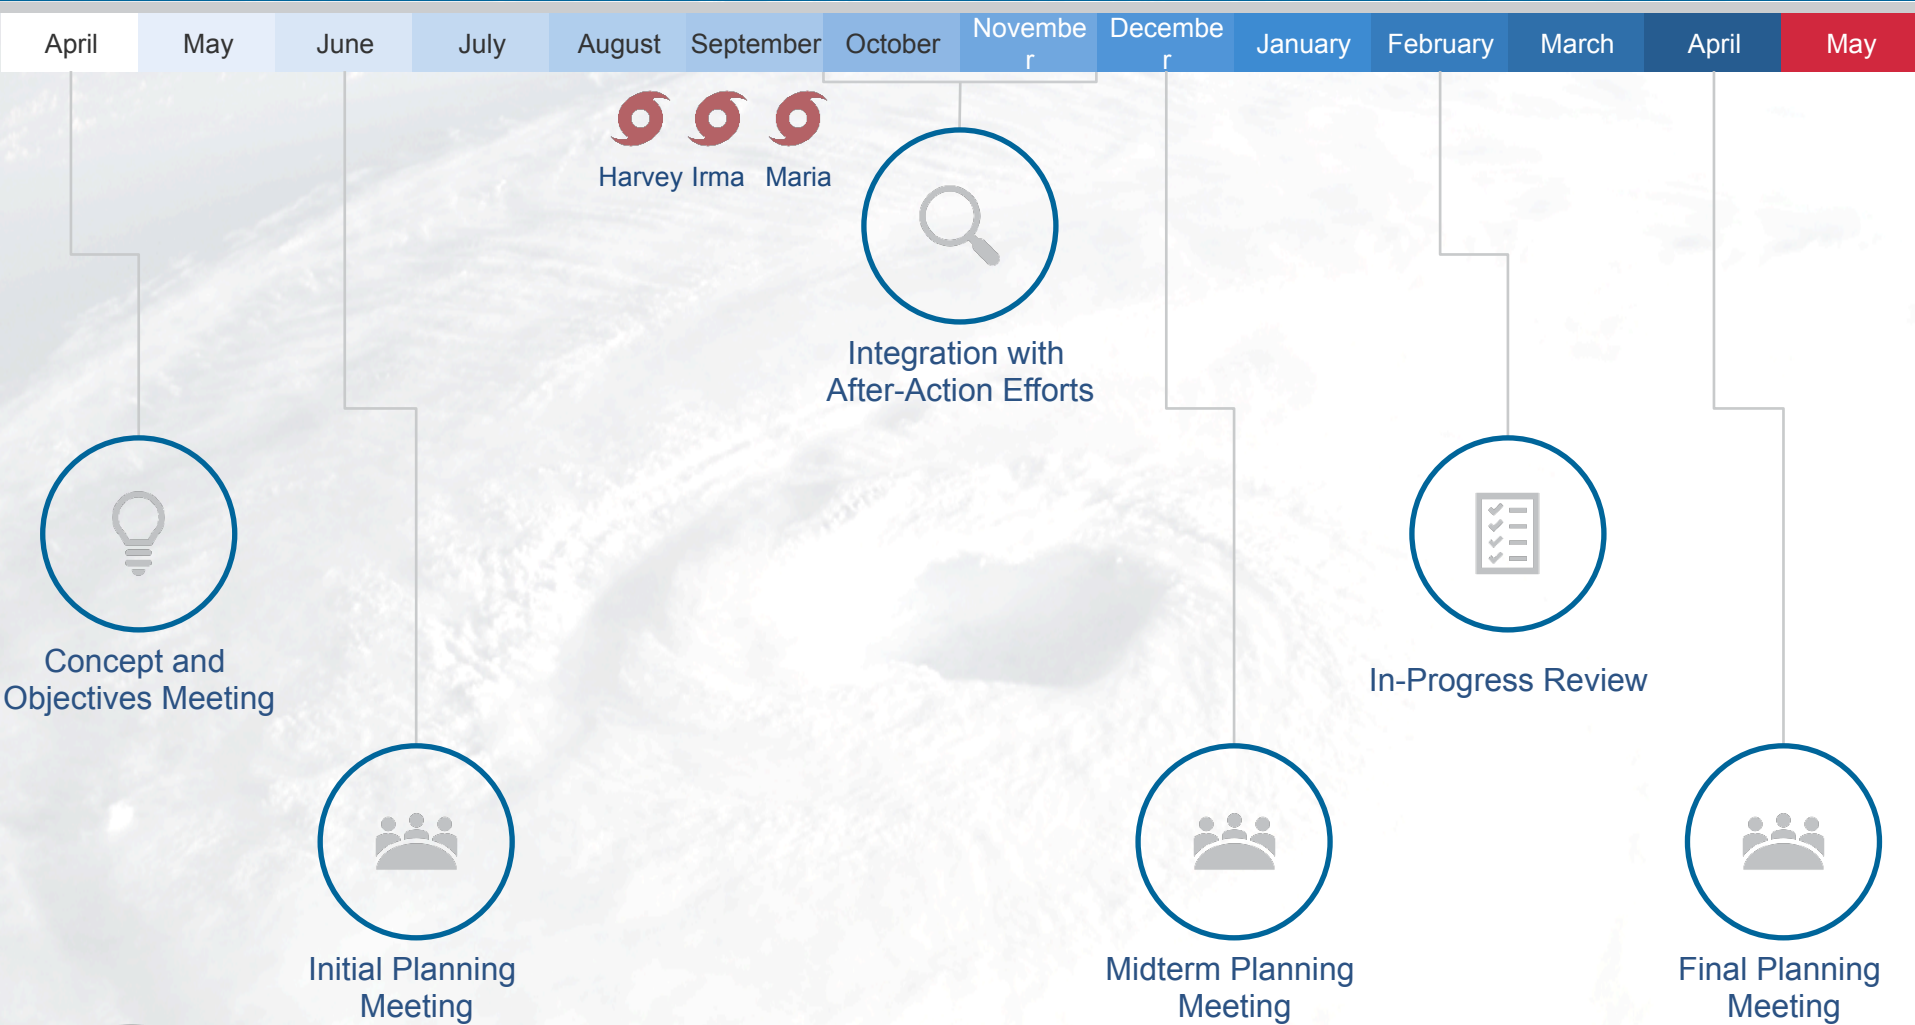 April May June July August September October Novembe Decembe January February March April May
r r
Harvey Irma Maria
Integration with
After-Action Efforts
Concept and
Objectives Meeting
In-Progress Review
Initial Planning
Meeting
Midterm Planning
Meeting
Final Planning
Meeting